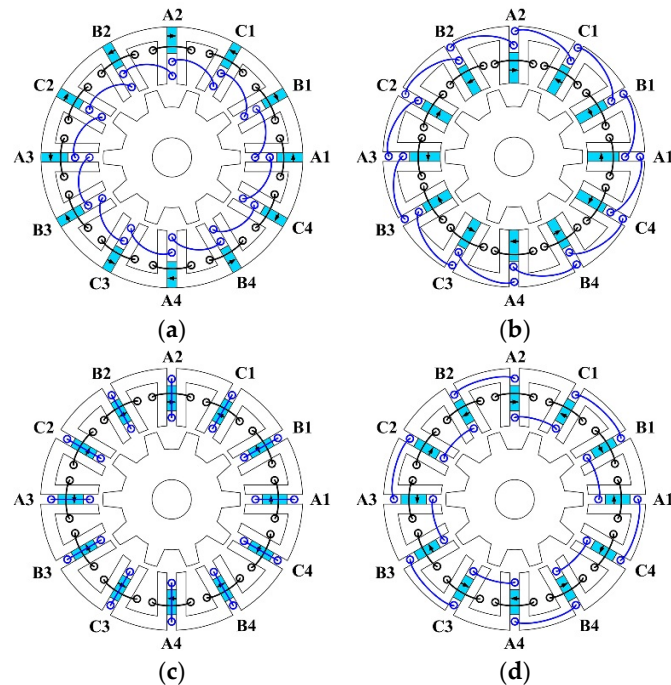 A2 A2
B2 C1 B2 C1
C2 B1 C2 B1
A3 A1 A3 A1
B3 C4 B3 C4
C3 B4 C3 B4
A4 A4
(a) (b)
A2 A2
B2 C1 B2 C1
C2 B1 C2 B1
A3 A1 A3 A1
B3 C4 B3 C4
C3 B4 C3 B4
A4 A4
(c) (d)